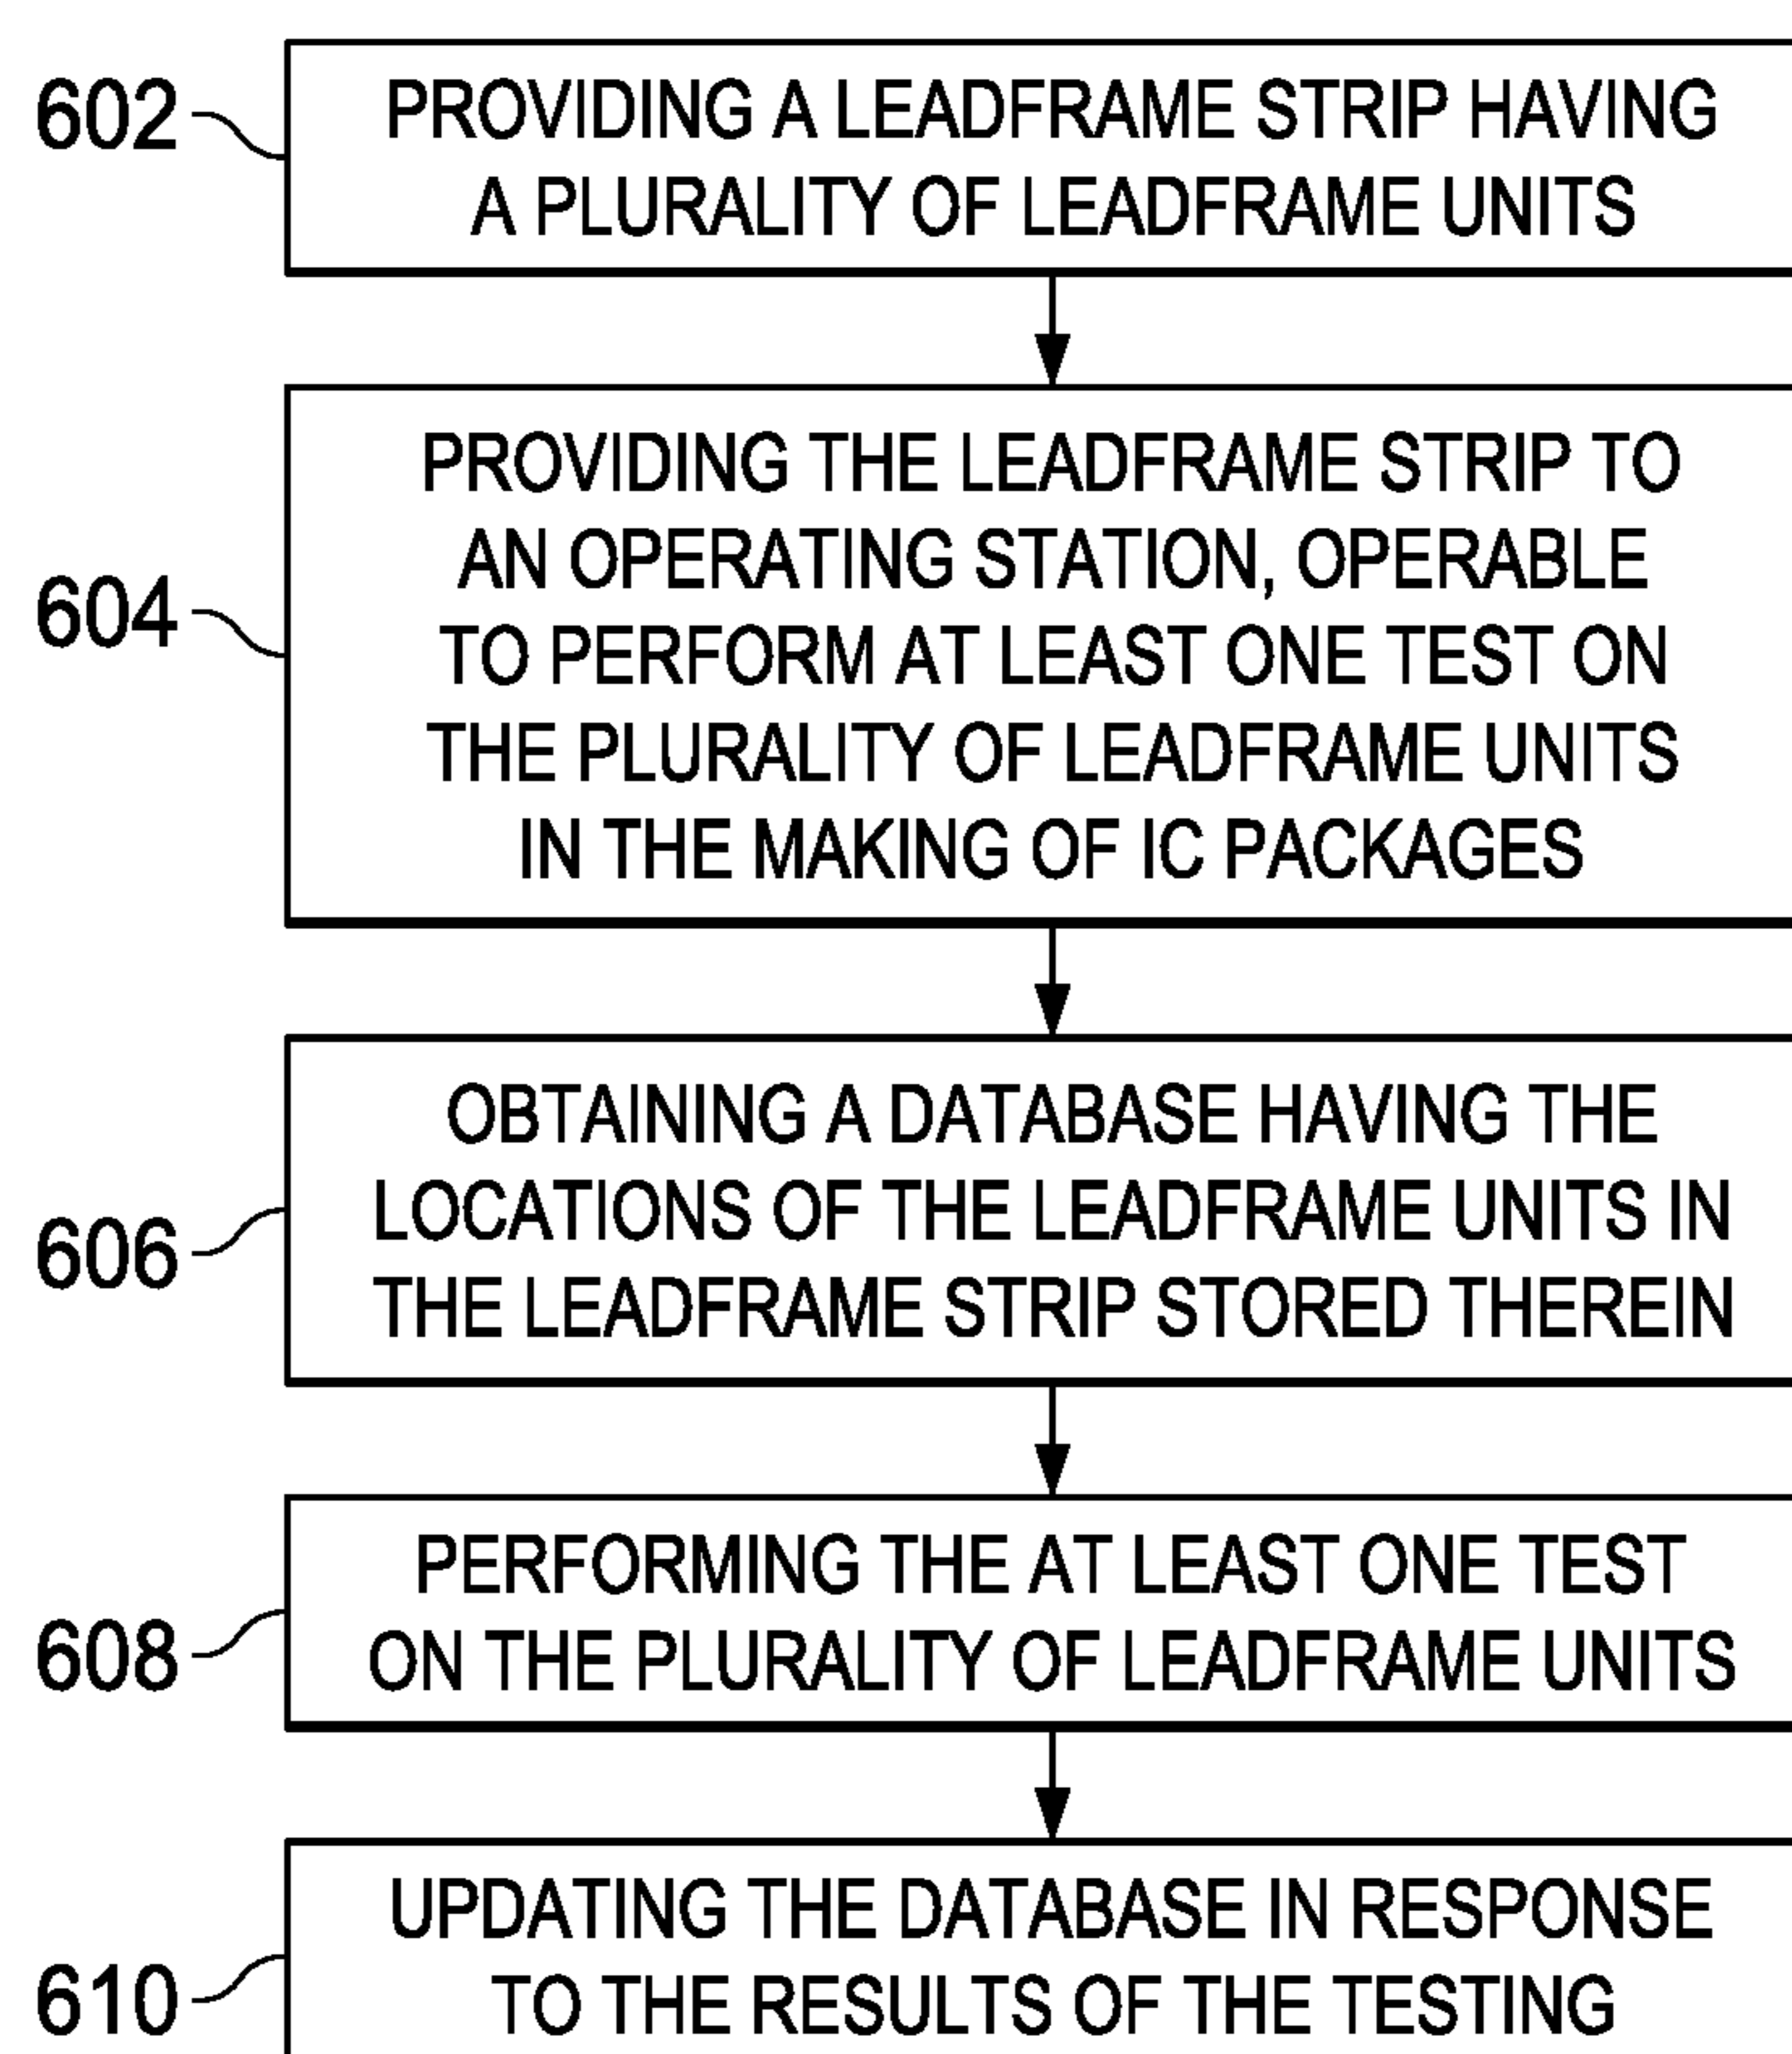 602
PROVIDING A LEADFRAME STRIP HAVING
A PLURALITY OF LEADFRAME UNITS
604
PROVIDING THE LEADFRAME STRIP TO
AN OPERATING STATION, OPERABLE
TO PERFORM AT LEAST ONE TEST ON
THE PLURALITY OF LEADFRAME UNITS
IN THE MAKING OF IC PACKAGES
606
OBTAINING A DATABASE HAVING THE
LOCATIONS OF THE LEADFRAME UNITS IN
THE LEADFRAME STRIP STORED THEREIN
608
PERFORMING THE AT LEAST ONE TEST
ON THE PLURALITY OF LEADFRAME UNITS
610
UPDATING THE DATABASE IN RESPONSE
TO THE RESULTS OF THE TESTING